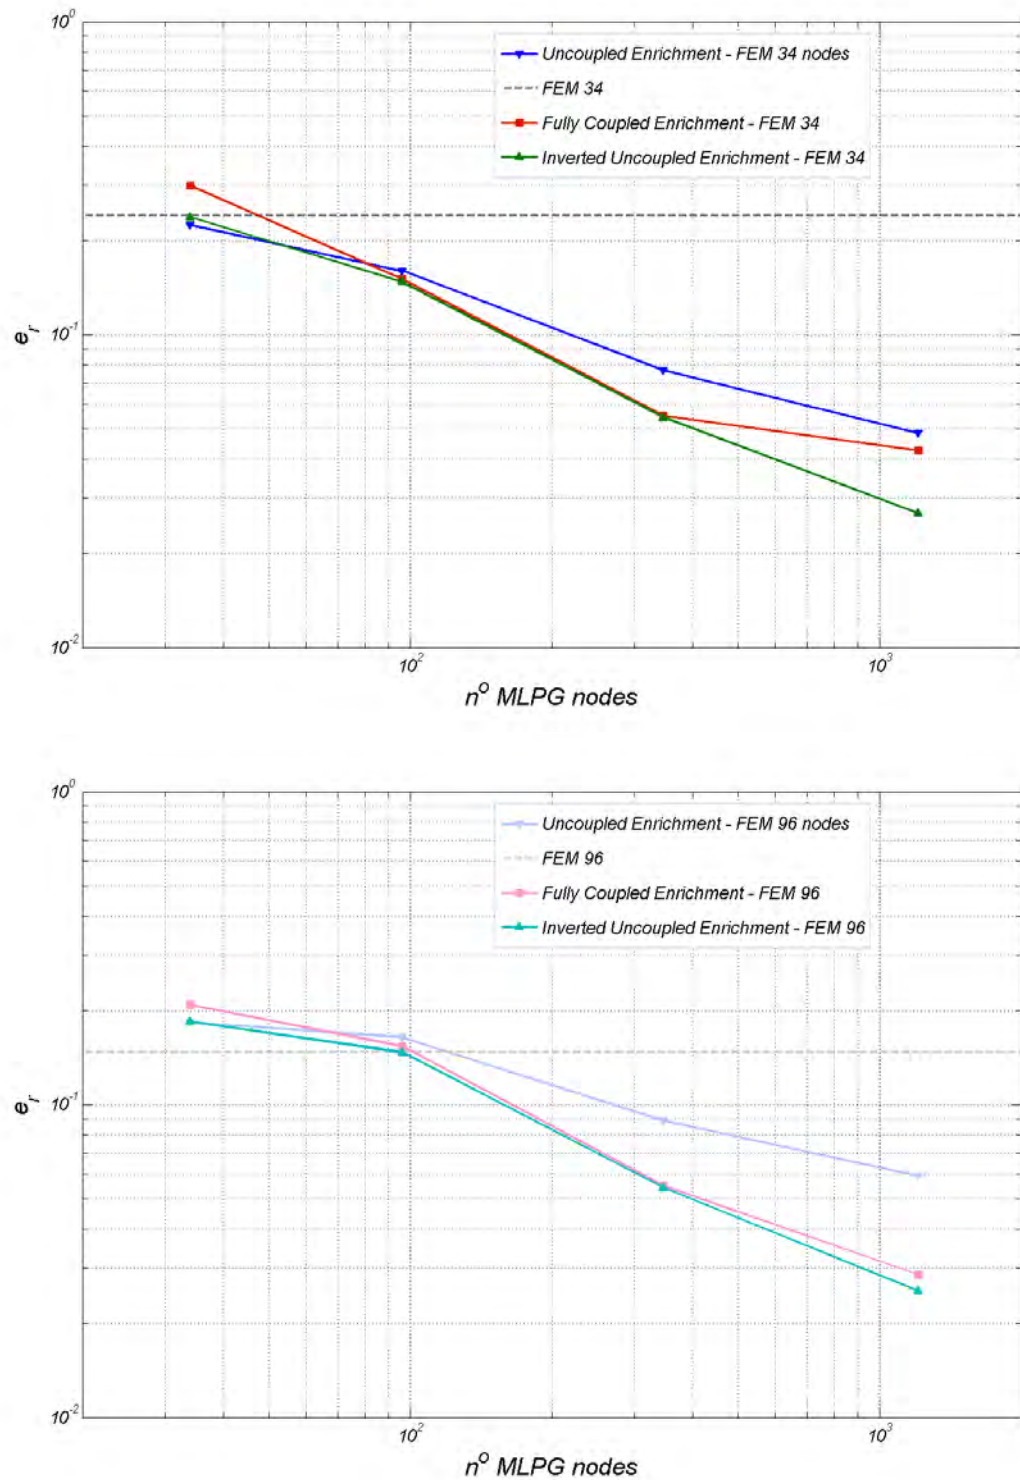 10^0
Uncoupled Enrichment - FEM 34 nodes
FEM 34
Fully Coupled Enrichment - FEM 34
Inverted Uncoupled Enrichment - FEM 34
e_r
10^-1
10^-2
10^2
10^3
n^o MLPG nodes
10^0
Uncoupled Enrichment - FEM 96 nodes
FEM 96
Fully Coupled Enrichment - FEM 96
Inverted Uncoupled Enrichment - FEM 96
e_r
10^-1
10^-2
10^2
10^3
n^o MLPG nodes